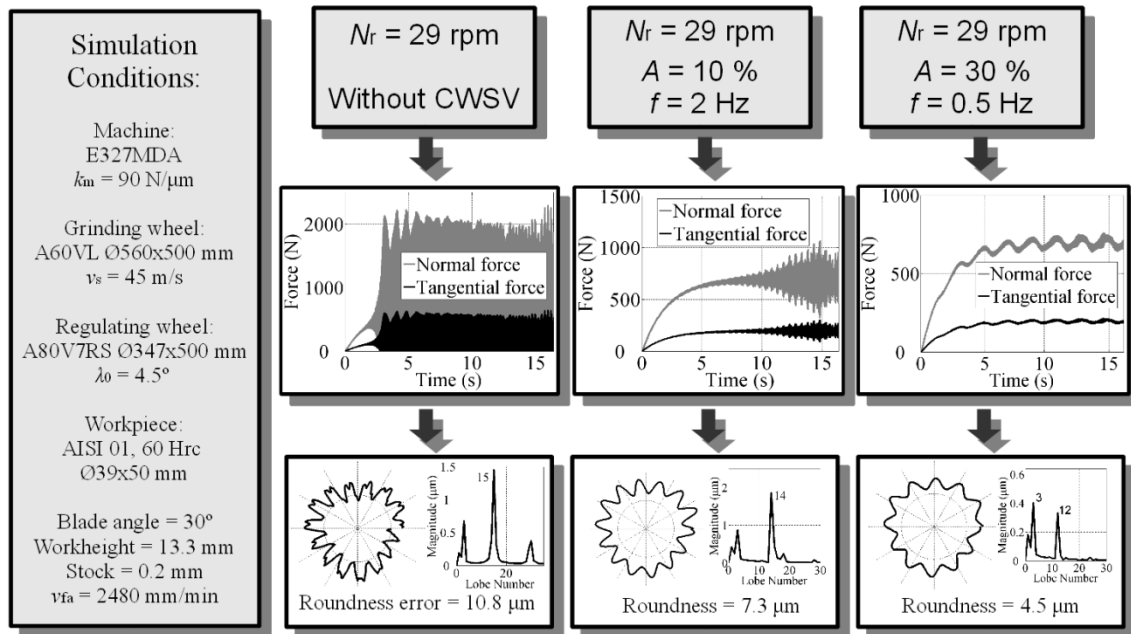 Simulation
Conditions:
Machine:
E327MDA
km = 90 N/μm
Grinding wheel:
A60VL Ø560x500 mm
vs = 45 m/s
Regulating wheel:
A80V7RS Ø347x500 mm
λ0 = 4.5º
Workpiece:
AISI 01, 60 Hrc
Ø39x50 mm
Blade angle = 30º
Workheight = 13.3 mm
Stock = 0.2 mm
vfa = 2480 mm/min
Nr = 29 rpm
Without CWSV
2000
1000
0
Force (N)
Normal force
Tangential force
0 5 10 15
Time (s)
15
1.5
1
0.5
0
Magnitude (μm)
0 20
Lobe Number
Roundness error = 10.8 μm
Nr = 29 rpm
A = 10 %
f = 2 Hz
1500
1000
500
0
Force (N)
Normal force
Tangential force
0 5 10 15
Time (s)
14
2
1
0
Magnitude (μm)
0 10 20 30
Lobe Number
Roundness = 7.3 μm
Nr = 29 rpm
A = 30 %
f = 0.5 Hz
1000
500
0
Force (N)
Normal force
Tangential force
0 5 10 15
Time (s)
3
12
0.6
0.4
0.2
0
Magnitude (μm)
0 10 20 30
Lobe Number
Roundness = 4.5 μm